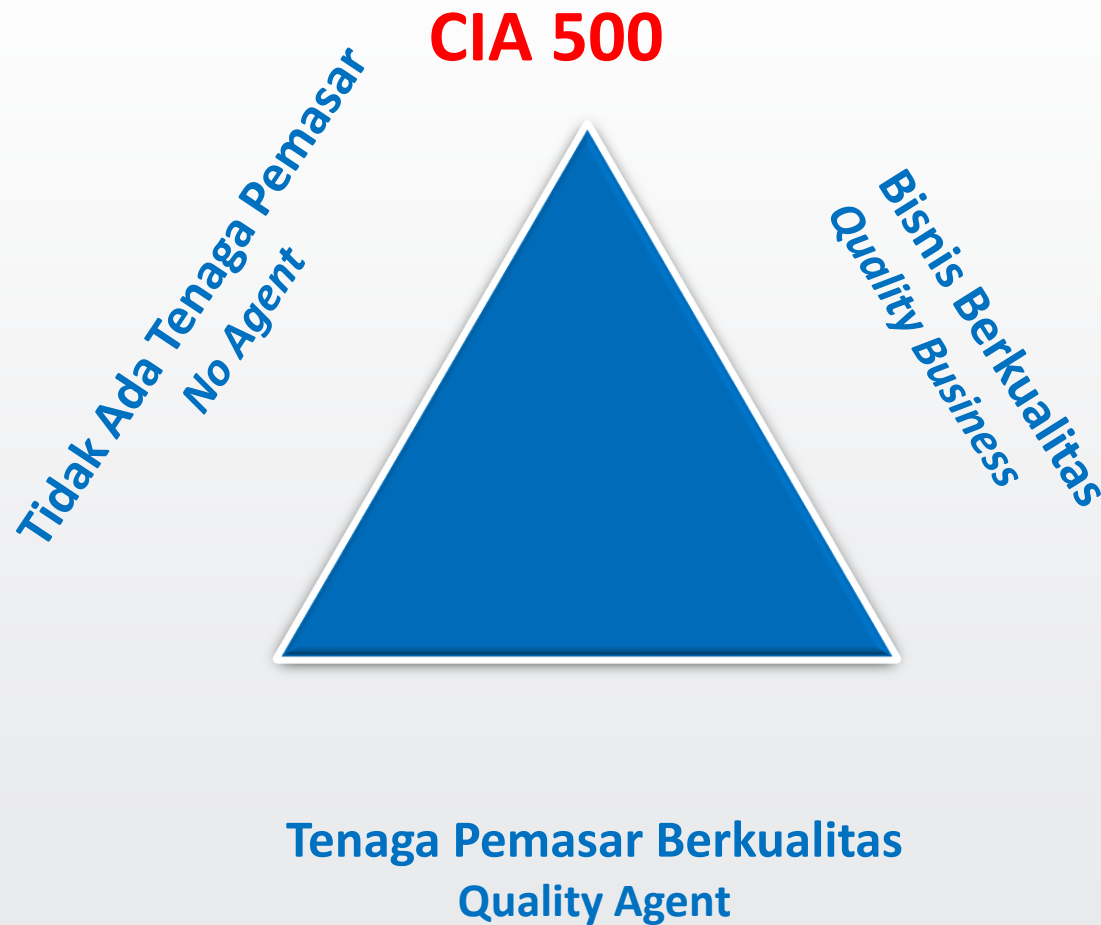 CIA 500
Tidak Ada Tenaga Pemasar
No Agent
Bisnis Berkualitas
Quality Business
Tenaga Pemasar Berkualitas
Quality Agent